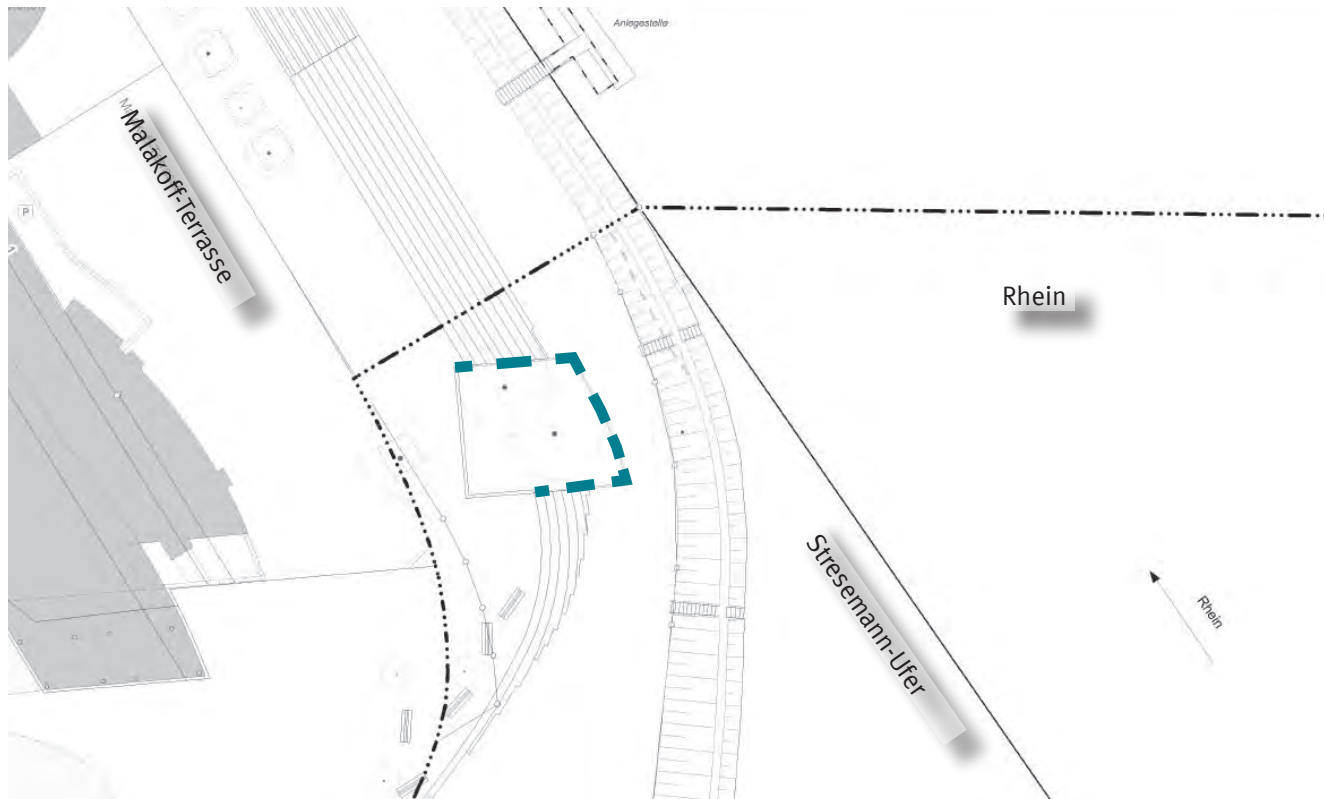 Anlegestelle
Malakoff-Terrasse
P
Rhein
Stresemann-Ufer
Rhein